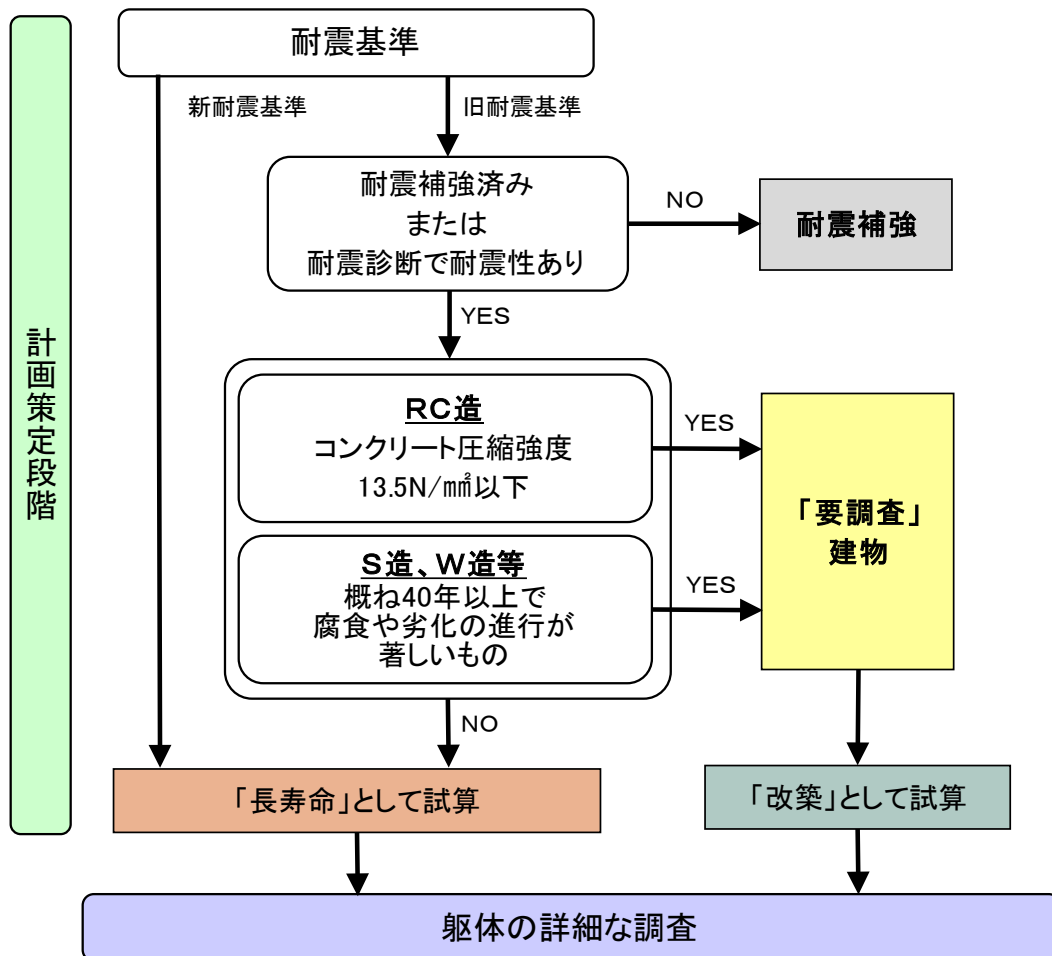 耐震基準
新耐震基準
旧耐震基準
耐震補強済み
または
耐震診断で耐震性あり
NO
耐震補強
YES
計画策定段階
RC造
コンクリート圧縮強度
13.5N/㎟以下
YES
「要調査」
建物
S造、W造等
概ね40年以上で
腐食や劣化の進行が
著しいもの
YES
NO
「長寿命」として試算
「改築」として試算
躯体の詳細な調査